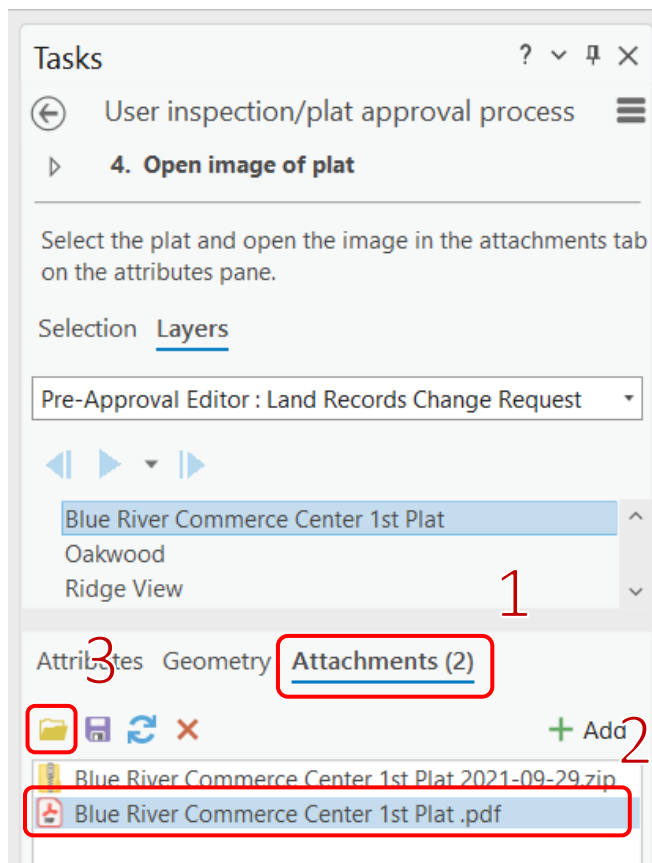 Tasks
User inspection/plat approval process
4. Open image of plat
Select the plat and open the image in the attachments tab
on the attributes pane.
Selection Layers
Pre-Approval Editor : Land Records Change Request
Blue River Commerce Center 1st Plat
Oakwood
Ridge View
1
Attributes Geometry Attachments (2)
3
Add
2
Blue River Commerce Center 1st Plat 2021-09-29.zip
Blue River Commerce Center 1st Plat .pdf